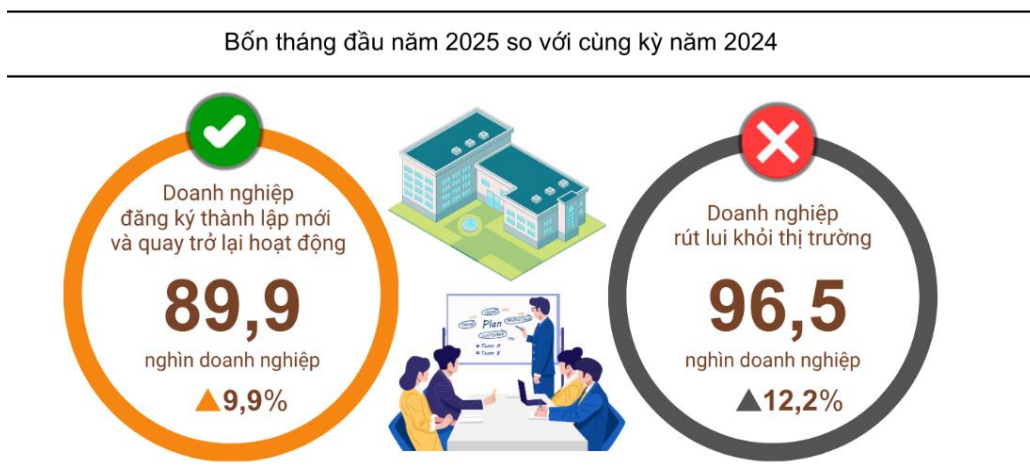 Bốn tháng đầu năm 2025 so với cùng kỳ năm 2024
Doanh nghiệp
đăng ký thành lập mới
và quay trở lại hoạt động
89,9
nghìn doanh nghiệp
▲9,9%
Plan
Team A
Team B
Doanh nghiệp
rút lui khỏi thị trường
96,5
nghìn doanh nghiệp
▲12,2%